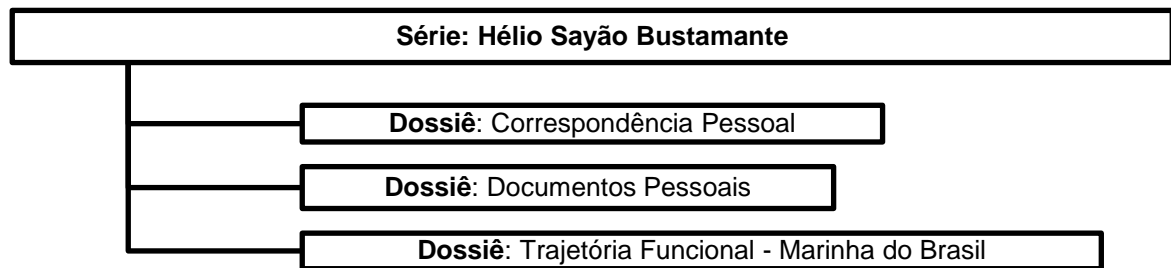 Série: Hélio Sayão Bustamante
Dossiê: Correspondência Pessoal
Dossiê: Documentos Pessoais
Dossiê: Trajetória Funcional - Marinha do Brasil